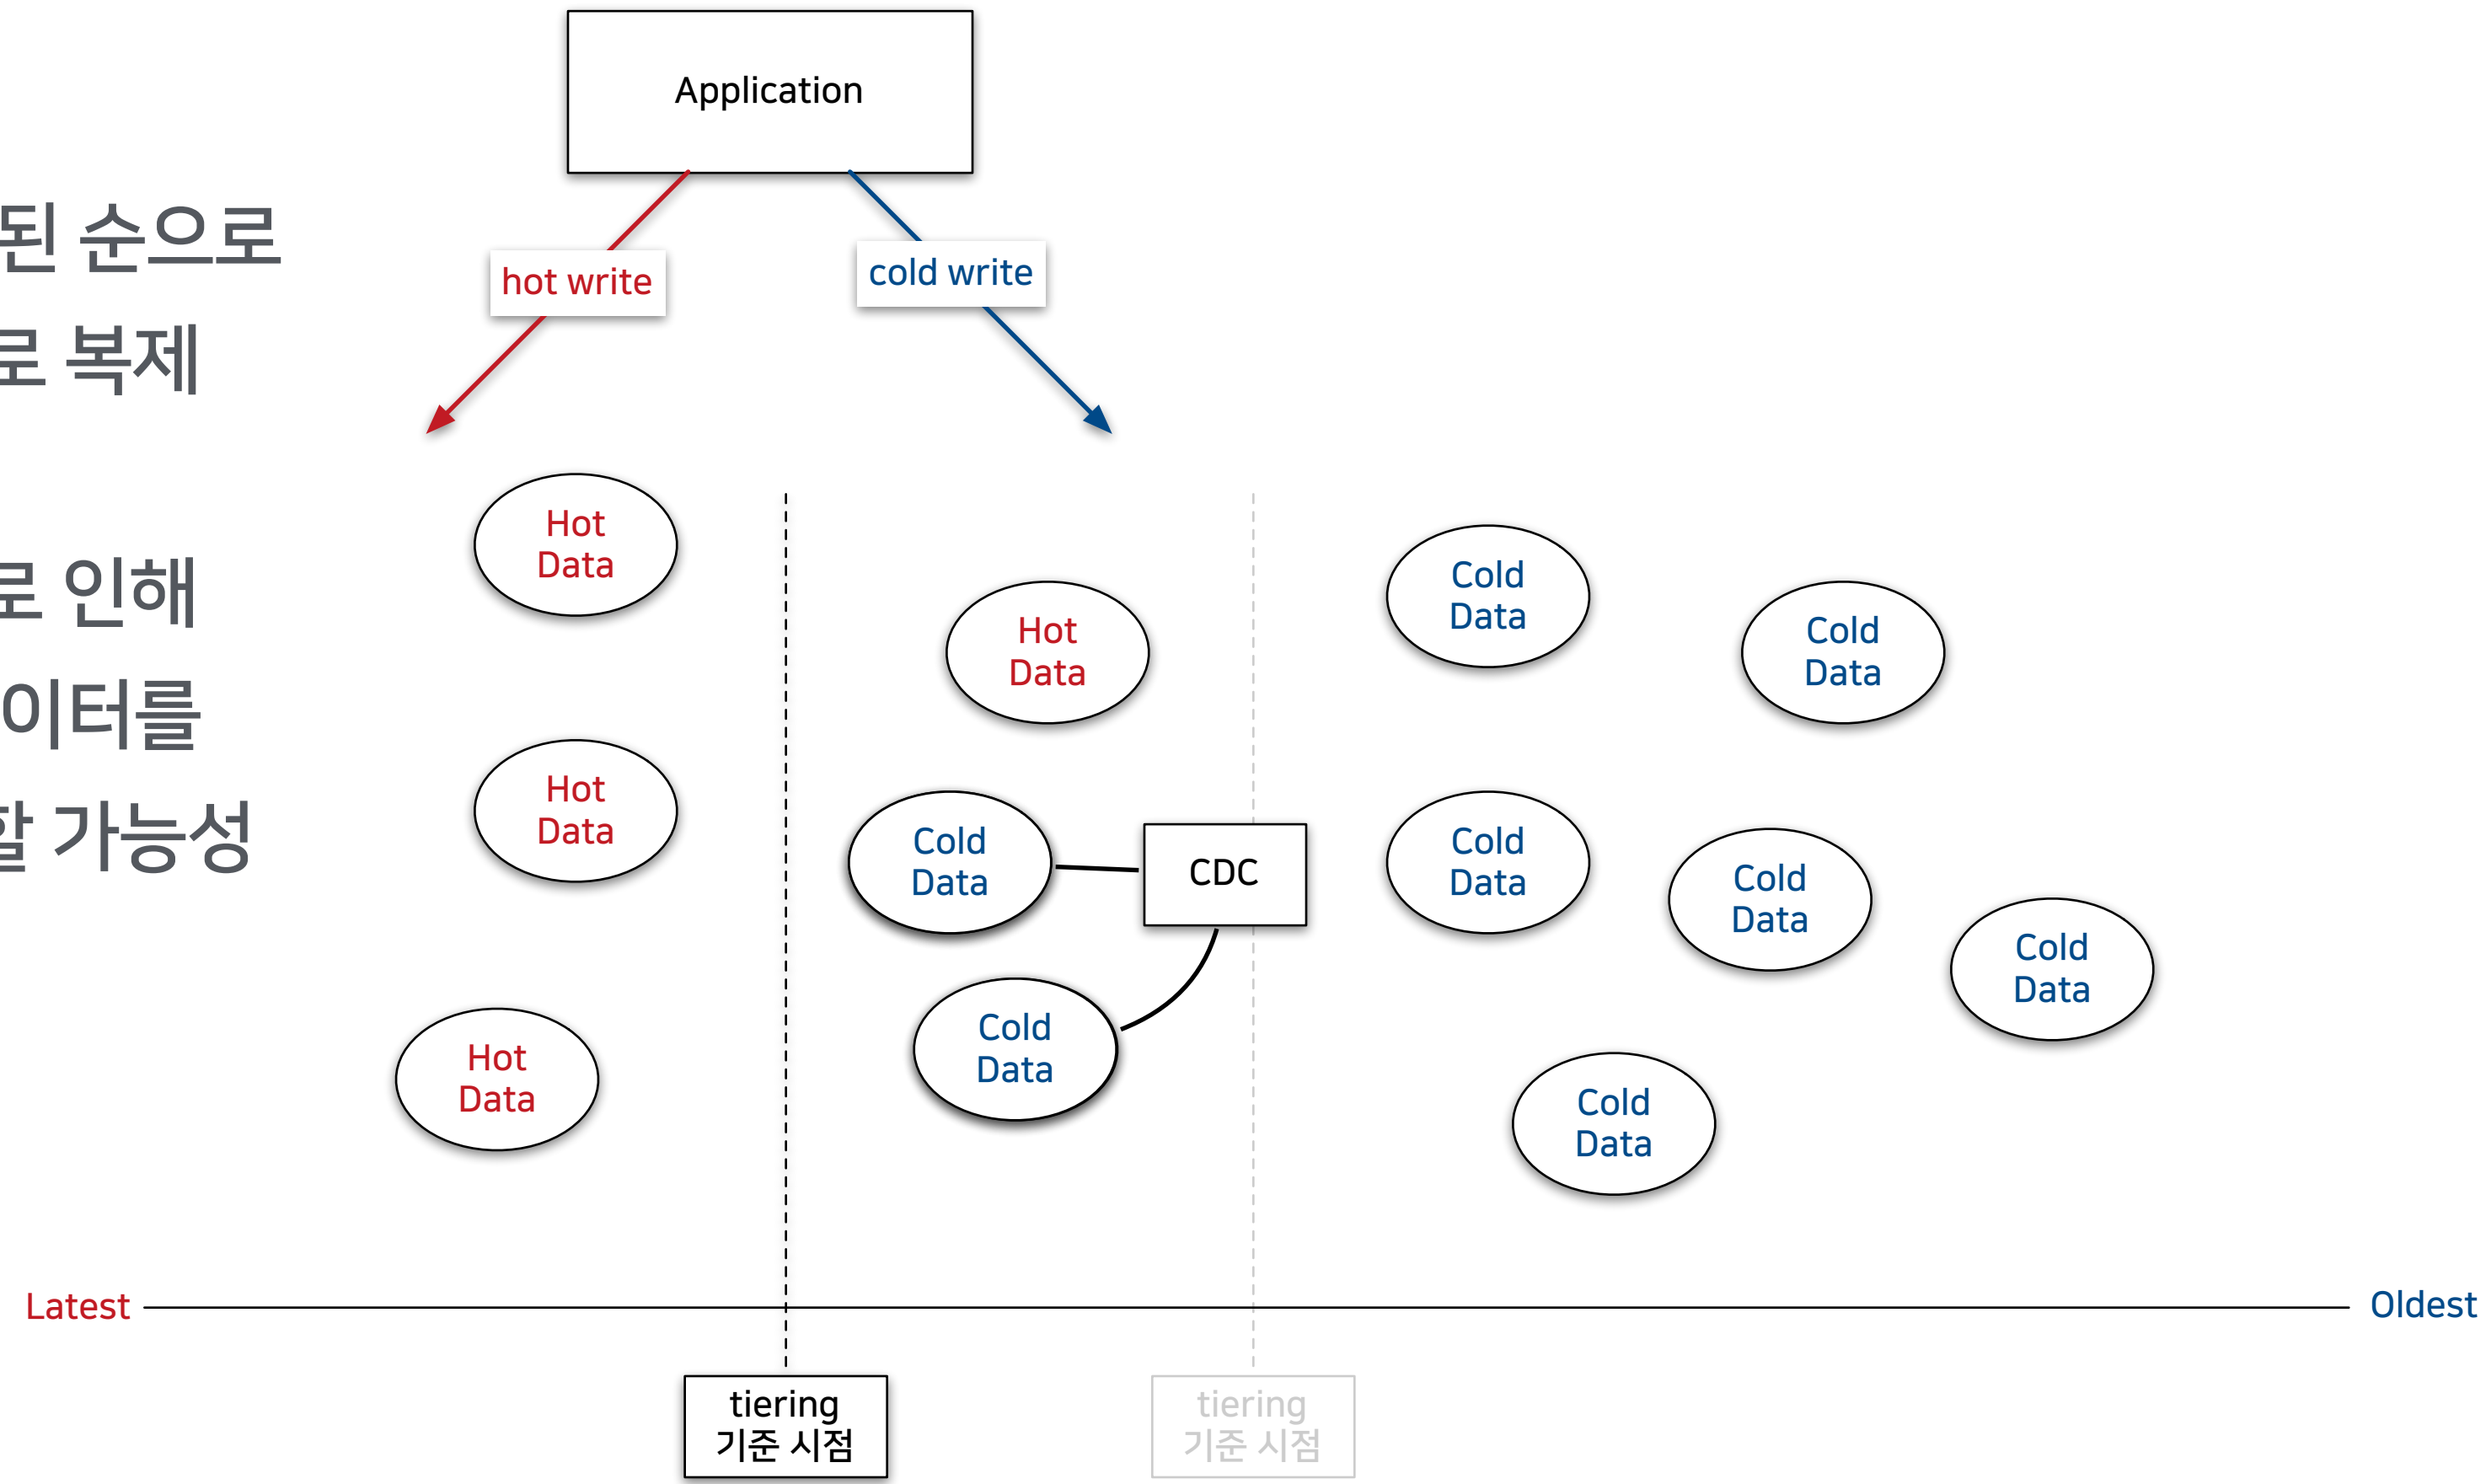 Application
된 순으로
로 복제
로 인해
이터를
할 가능성
hot write
cold write
Hot
Data
Hot
Data
Hot
Data
Hot
Data
Cold
Data
Cold
Data
CDC
Cold
Data
Cold
Data
Cold
Data
Cold
Data
Cold
Data
Cold
Data
Latest
Oldest
tiering
기준 시점
tiering
기준 시점